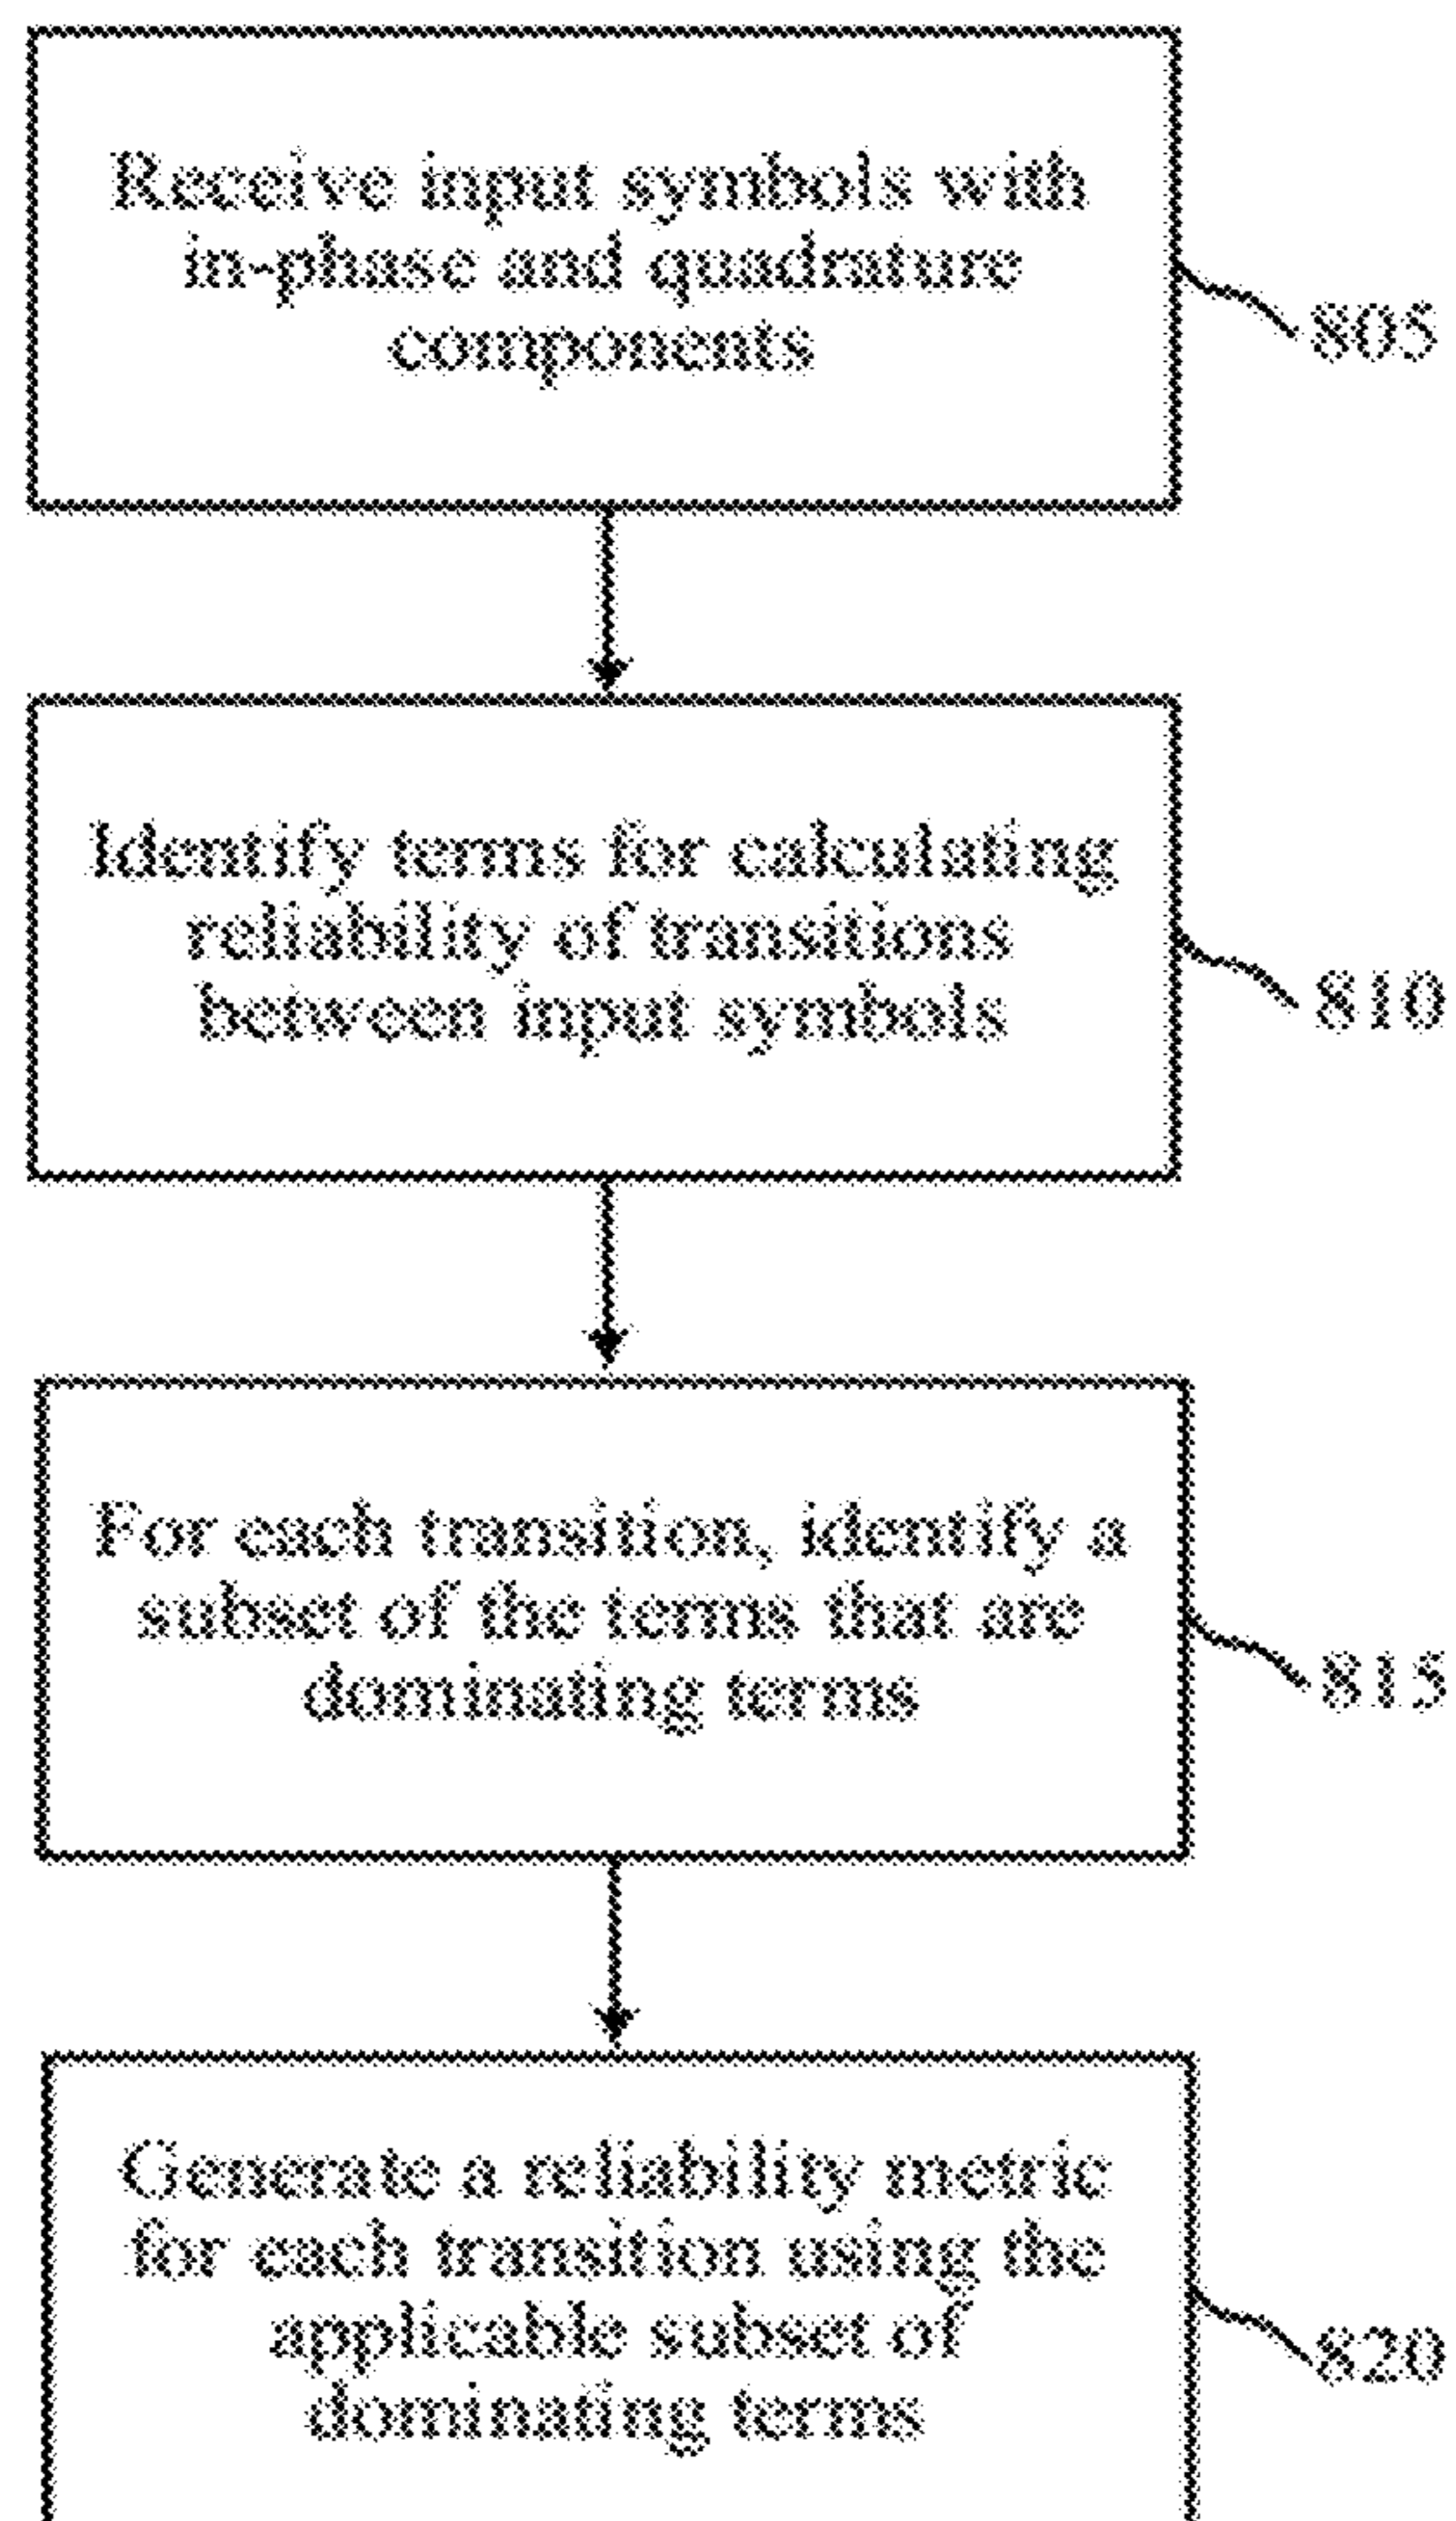 Receive input symbols with
in-phase and quadrature
components
805
Identify terms for calculating
reliability of transitions
between input symbols
810
For each transition, identify a
subset of the terms that are
dominating terms
815
Generate a reliability metric
for each transition using the
applicable subset of
dominating terms
820